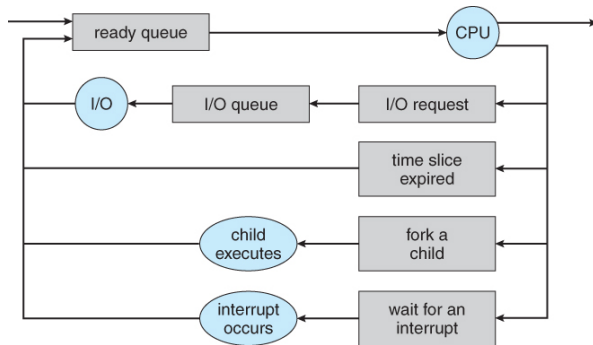 ready queue
CPU
I/O
I/O queue
I/O request
time slice
expired
child
executes
fork a
child
interrupt
occurs
wait for an
interrupt